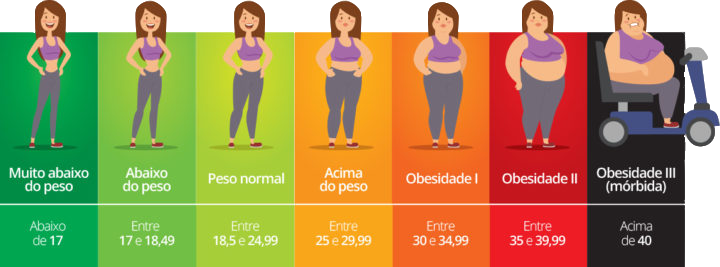 Muito abaixo
do peso
Abaixo
do peso
Peso normal
Acima
do peso
Obesidade I
Obesidade II
Obesidade III
(mórbida)
Abaixo
de 17
Entre
17 e 18,49
Entre
18,5 e 24,99
Entre
25 e 29,99
Entre
30 e 34,99
Entre
35 e 39,99
Acima
de 40